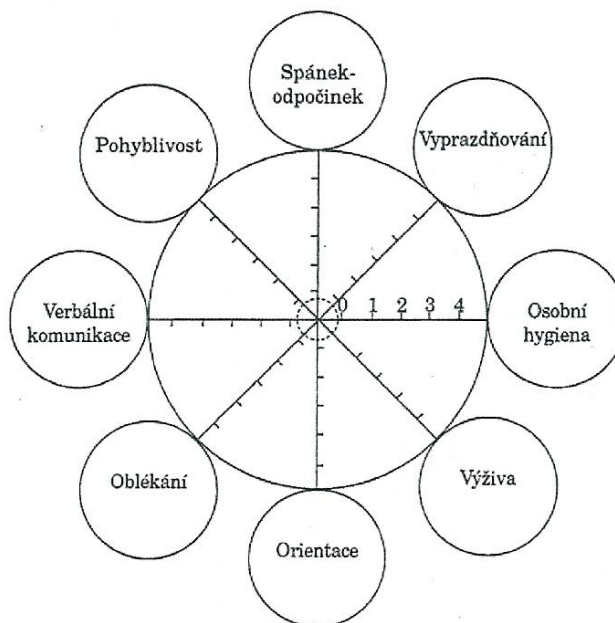 Spánek-
odpočinek
Pohyblivost
Vyprazdňování
Verbální
komunikace
0 1 2 3 4
Osobní
hygiena
Oblékání
Výživa
Orientace